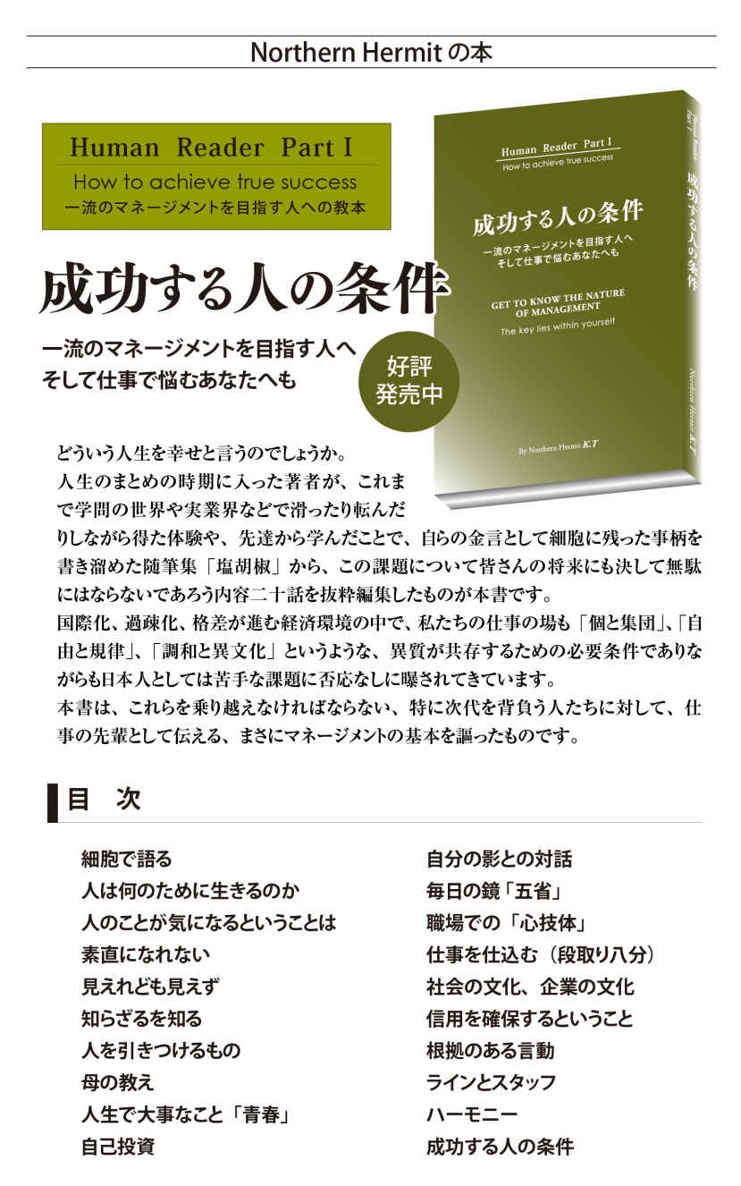 Northern Hermit の本
Human Reader Part I
How to achieve true success
一流のマネージメントを目指す人への教本
成功する人の条件
一流のマネージメントを目指す人へ
そして仕事で悩むあなたへも
好評
発売中
Human Reader Part I
How to achieve true success
成功する人の条件
一流のマネージメントを目指す人へ
そして仕事で悩むあなたへも
GET TO KNOW THE NATURE
OF MANAGEMENT
The key lies within yourself
By Northern Hermit K.T
Human Reader
Part I
成功する人の条件
Northern Hermit K.T
どういう人生を幸せと言うのでしょうか。
人生のまとめの時期に入った著者が、これま
で学問の世界や実業界などで滑ったり転んだ
りしながら得た体験や、先達から学んだことで、自らの金言として細胞に残った事柄を
書き溜めた随筆集「塩胡椒」から、この課題について皆さんの将来にも決して無駄
にはならないであろう内容二十話を抜粋編集したものが本書です。
国際化、過疎化、格差が進む経済環境の中で、私たちの仕事の場も「個と集団」、「自
由と規律」、「調和と異文化」というような、異質が共存するための必要条件でありな
がらも日本人としては苦手な課題に否応なしに曝されてきています。
本書は、これらを乗り越えなければならない、特に次代を背負う人たちに対して、仕
事の先輩として伝える、まさにマネージメントの基本を謳ったものです。
目 次
細胞で語る
人は何のために生きるのか
人のことが気になるということは
素直になれない
見えれども見えず
知らざるを知る
人を引きつけるもの
母の教え
人生で大事なこと「青春」
自己投資
自分の影との対話
毎日の鏡「五省」
職場での「心技体」
仕事を仕込む（段取り八分）
社会の文化、企業の文化
信用を確保するということ
根拠のある言動
ラインとスタッフ
ハーモニー
成功する人の条件